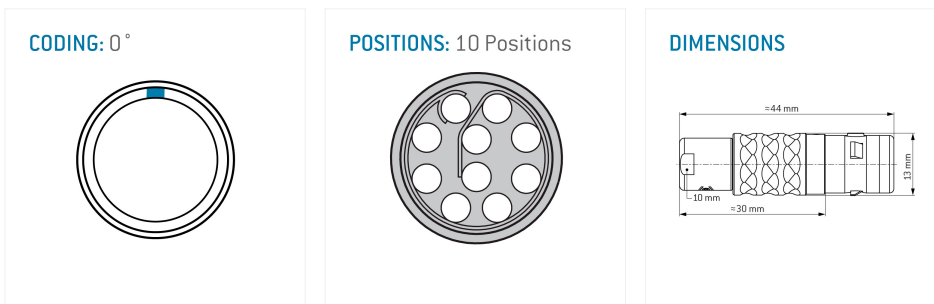 CODING: 0°
POSITIONS: 10 Positions
DIMENSIONS
≈44 mm
13 mm
10 mm
≈30 mm